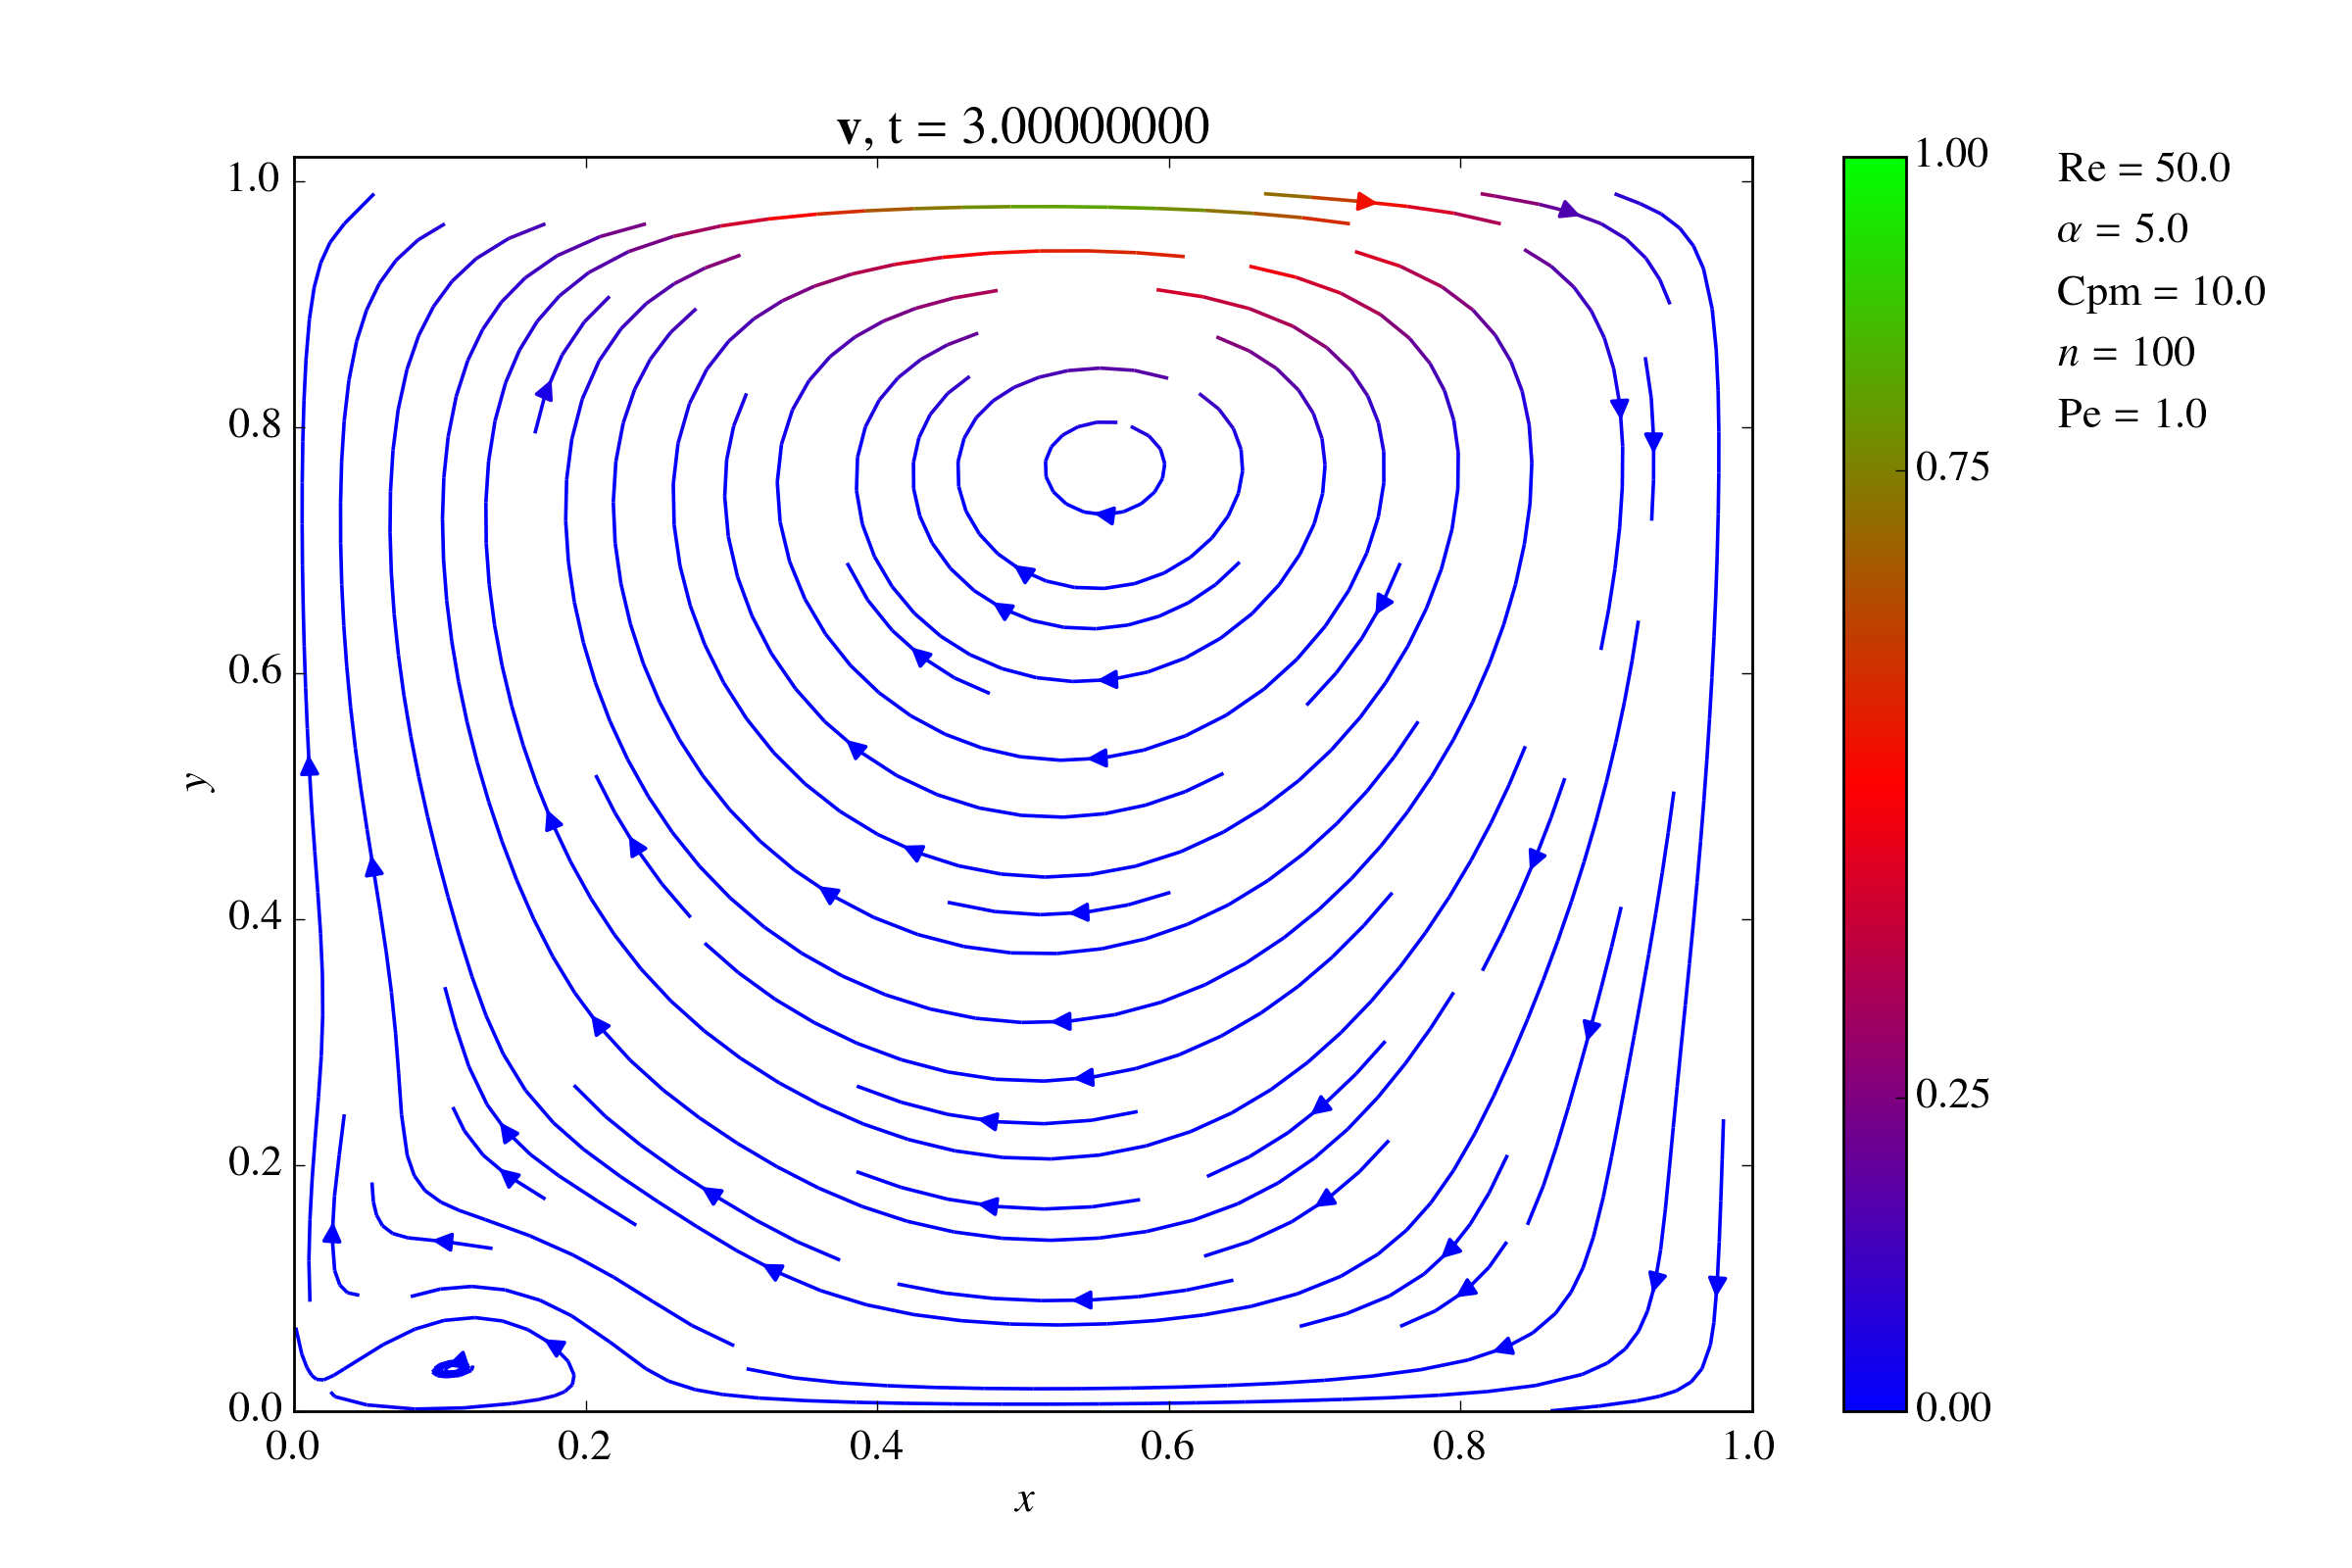 v, t = 3.00000000
1.0
0.8
0.6
0.4
0.2
0.0
y
0.0 0.2 0.4 0.6 0.8 1.0
x
1.00
0.75
0.25
0.00
Re = 50.0
α = 5.0
Cpm = 10.0
n = 100
Pe = 1.0